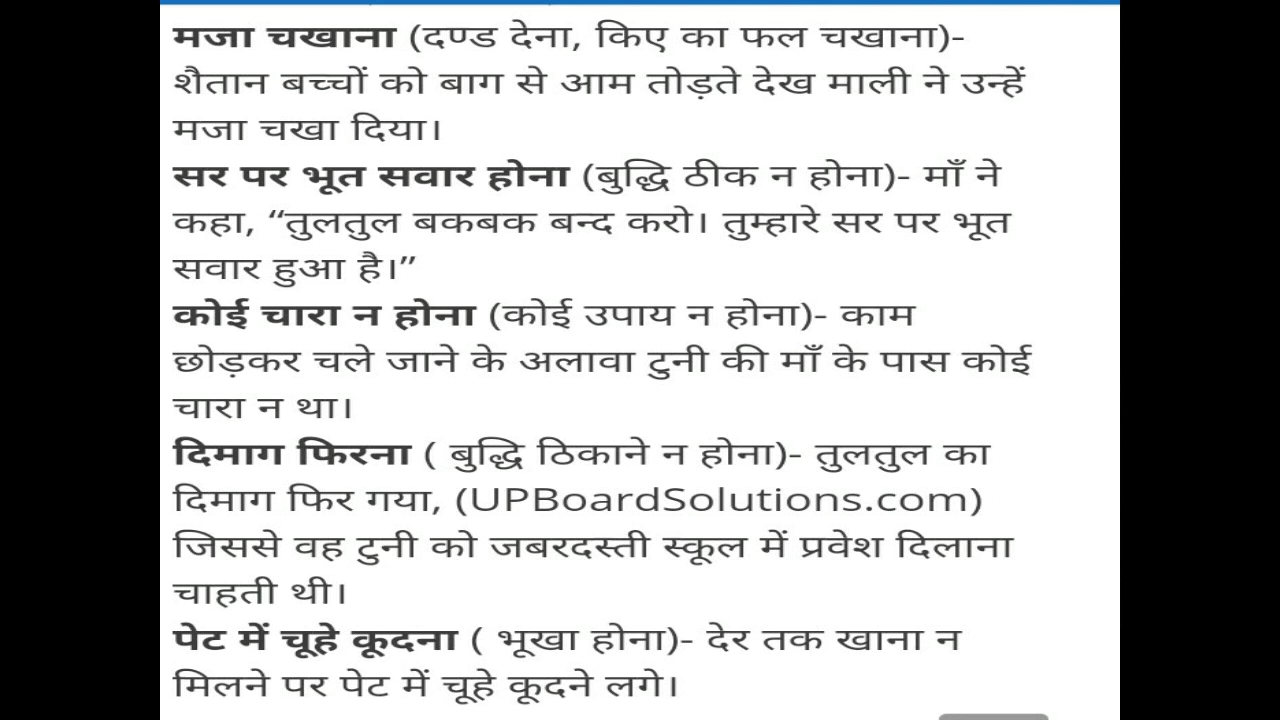 मजा चखाना (दण्ड देना, किए का फल चखाना)-
शैतान बच्चों को बाग से आम तोड़ते देख माली ने उन्हें
मजा चखा दिया।
सर पर भूत सवार होना (बुद्धि ठीक न होना)- माँ ने
कहा, “तुलतुल बकबक बन्द करो। तुम्हारे सर पर भूत
सवार हुआ है।”
कोई चारा न होना (कोई उपाय न होना)- काम
छोड़कर चले जाने के अलावा टुनी की माँ के पास कोई
चारा न था।
दिमाग फिरना ( बुद्धि ठिकाने न होना)- तुलतुल का
दिमाग फिर गया, (UPBoardSolutions.com)
जिससे वह टुनी को जबरदस्ती स्कूल में प्रवेश दिलाना
चाहती थी।
पेट में चूहे कूदना ( भूखा होना)- देर तक खाना न
मिलने पर पेट में चूहे कूदने लगे।